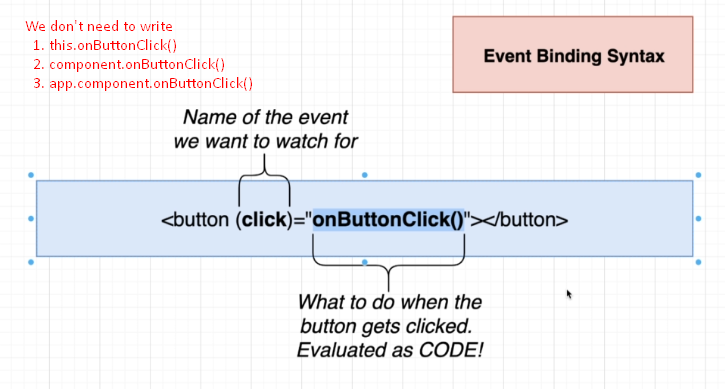 We don't need to write
1. this.onButtonClick()
2. component.onButtonClick()
3. app.component.onButtonClick()
Event Binding Syntax
Name of the event
we want to watch for
<button (click)="onButtonClick()"></button>
What to do when the
button gets clicked.
Evaluated as CODE!